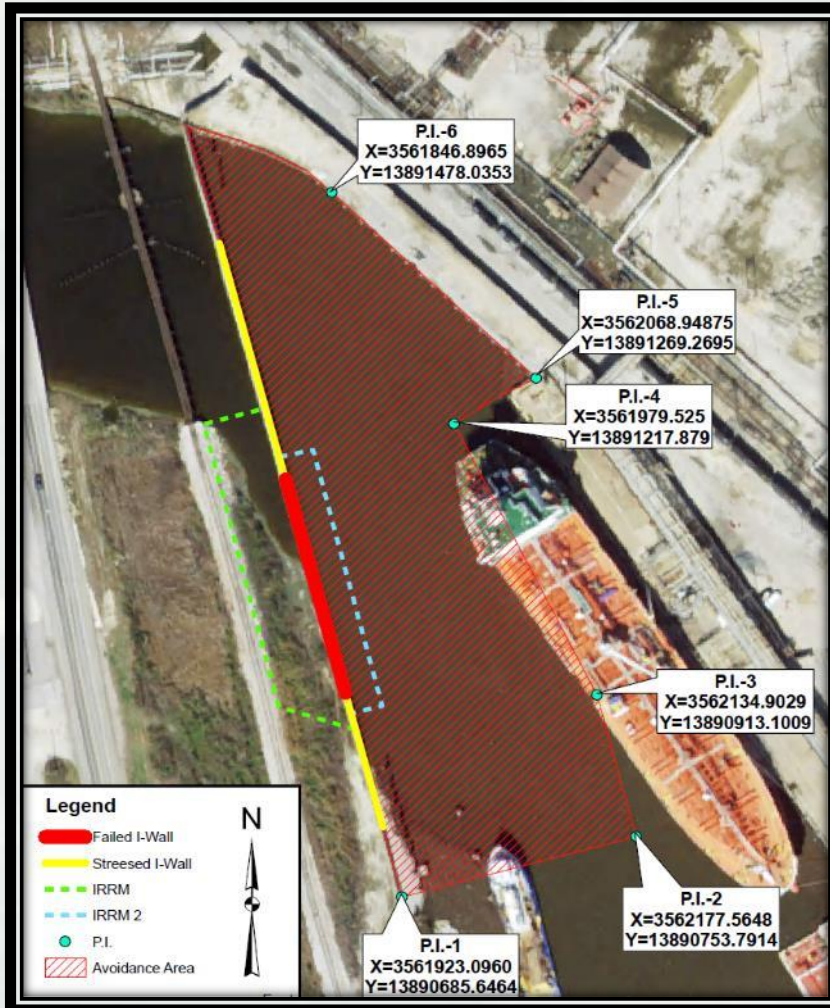 P.I.-6
X=3561846.8965
Y=13891478.0353
P.I.-5
X=3562068.94875
Y=13891269.2695
P.I.-4
X=3561979.525
Y=13891217.879
P.I.-3
X=3562134.9029
Y=13890913.1009
P.I.-2
X=3562177.5648
Y=13890753.7914
P.I.-1
X=3561923.0960
Y=13890685.6464
Legend
N
Failed I-Wall
Streesed I-Wall
IRRM
IRRM 2
P.I.
Avoidance Area